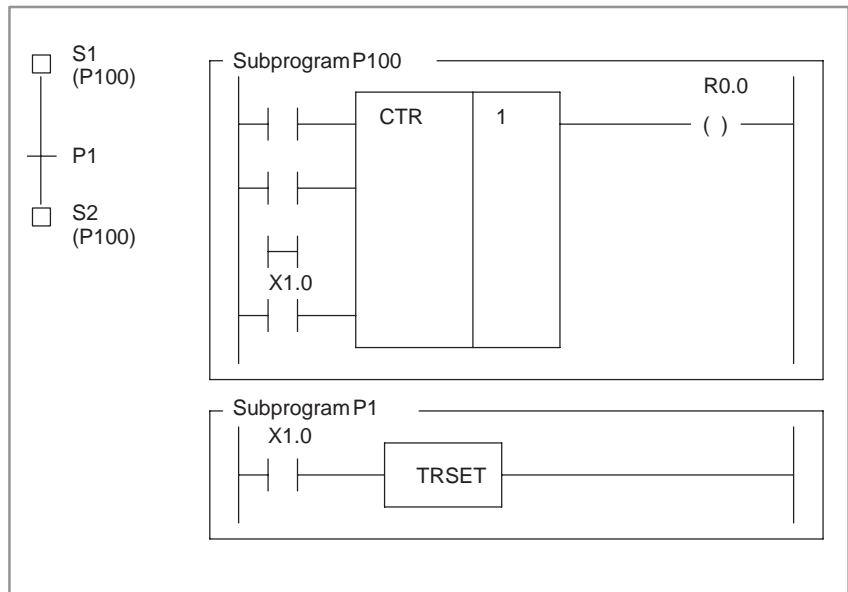 S1
(P100)
P1
S2
(P100)
Subprogram P100
CTR 1
R0.0
( )
X1.0
Subprogram P1
X1.0
TRSET